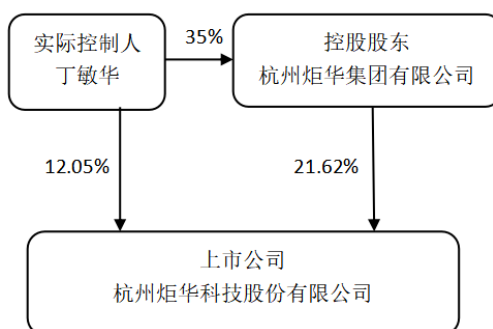 实际控制人
丁敏华
35%
控股股东
杭州炬华集团有限公司
12.05%
21.62%
上市公司
杭州炬华科技股份有限公司